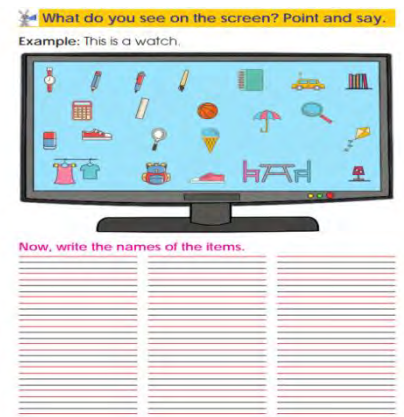 What do you see on the screen? Point and say.
Example: This is a watch.
Now, write the names of the items.